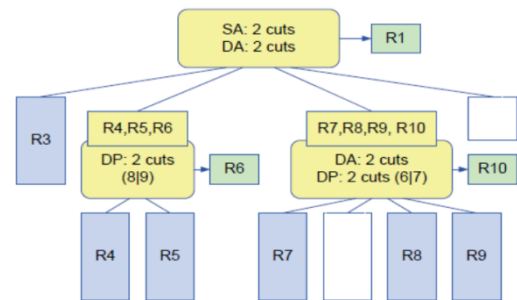 SA: 2 cuts
DA: 2 cuts
R1
R3
R4,R5,R6
R7,R8,R9, R10
DP: 2 cuts
(8|9)
R6
DA: 2 cuts
DP: 2 cuts (6|7)
R10
R4
R5
R7
R8
R9